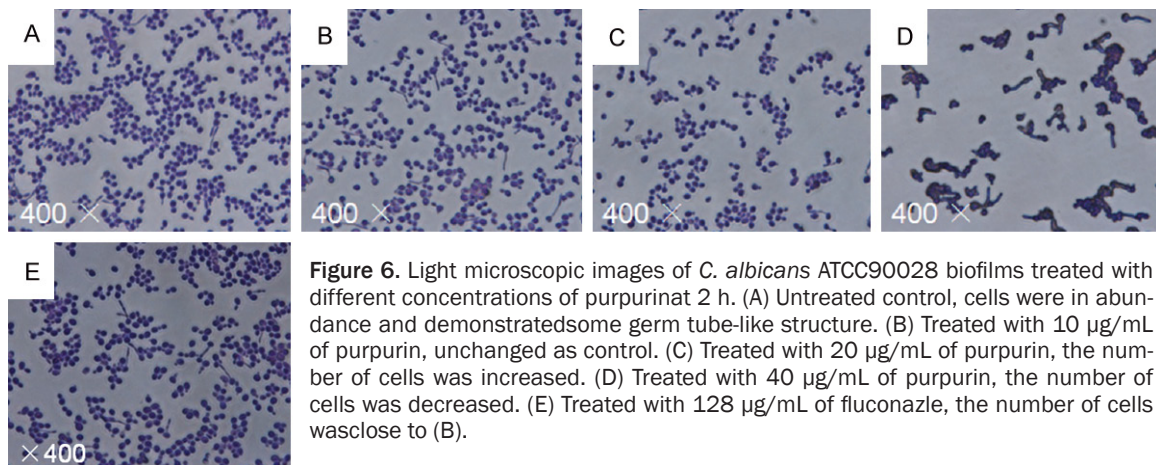 A
B
C
D
400 ×
400 ×
400 ×
400 ×
E
× 400
Figure 6. Light microscopic images of C. albicans ATCC90028 biofilms treated with
different concentrations of purpurinat 2 h. (A) Untreated control, cells were in abun-
dance and demonstratedsome germ tube-like structure. (B) Treated with 10 µg/mL
of purpurin, unchanged as control. (C) Treated with 20 µg/mL of purpurin, the num-
ber of cells was increased. (D) Treated with 40 µg/mL of purpurin, the number of
cells was decreased. (E) Treated with 128 µg/mL of fluconazle, the number of cells
wasclose to (B).